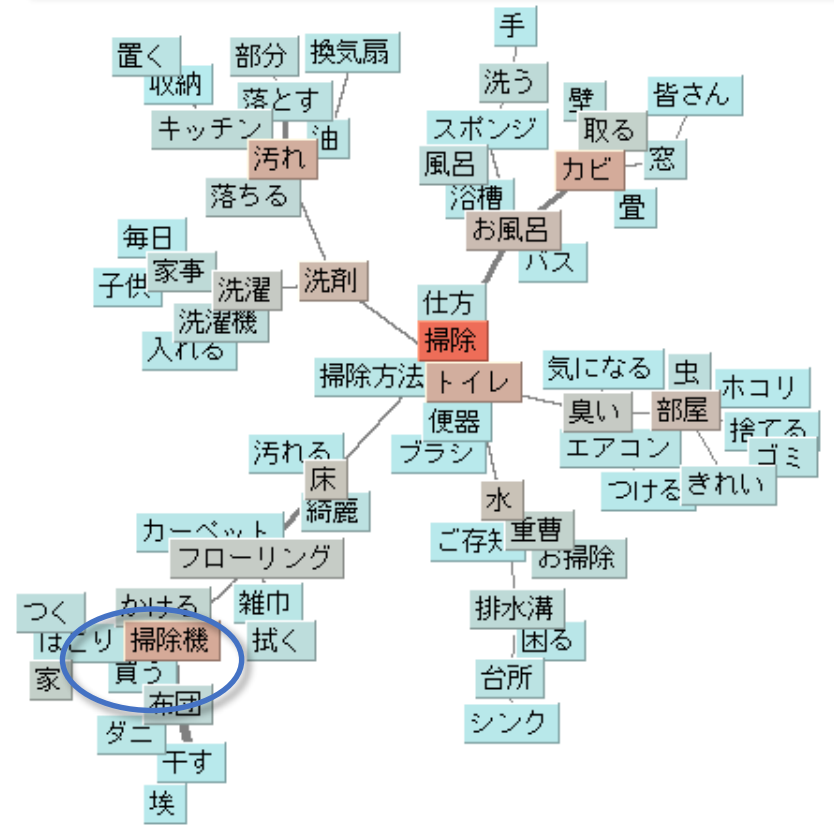 手
置く
部分
換気扇
収納
洗う
落とす
壁
皆さん
キッチン
油
スポンジ
取る
汚れ
風呂
カビ
窓
落ちる
浴槽
畳
お風呂
毎日
バス
家事
子供
洗濯
洗剤
仕方
洗濯機
入れる
掃除
掃除方法
トイレ
気になる
虫
ホコリ
臭い
部屋
便器
捨てる
汚れる
ブラシ
エアコン
ゴミ
床
つける
きれい
水
綺麗
カーペット
重曹
ご存知
フローリング
お掃除
かける
雑巾
つく
排水溝
ほこり
掃除機
拭く
困る
家
買う
台所
布団
シンク
ダニ
干す
埃